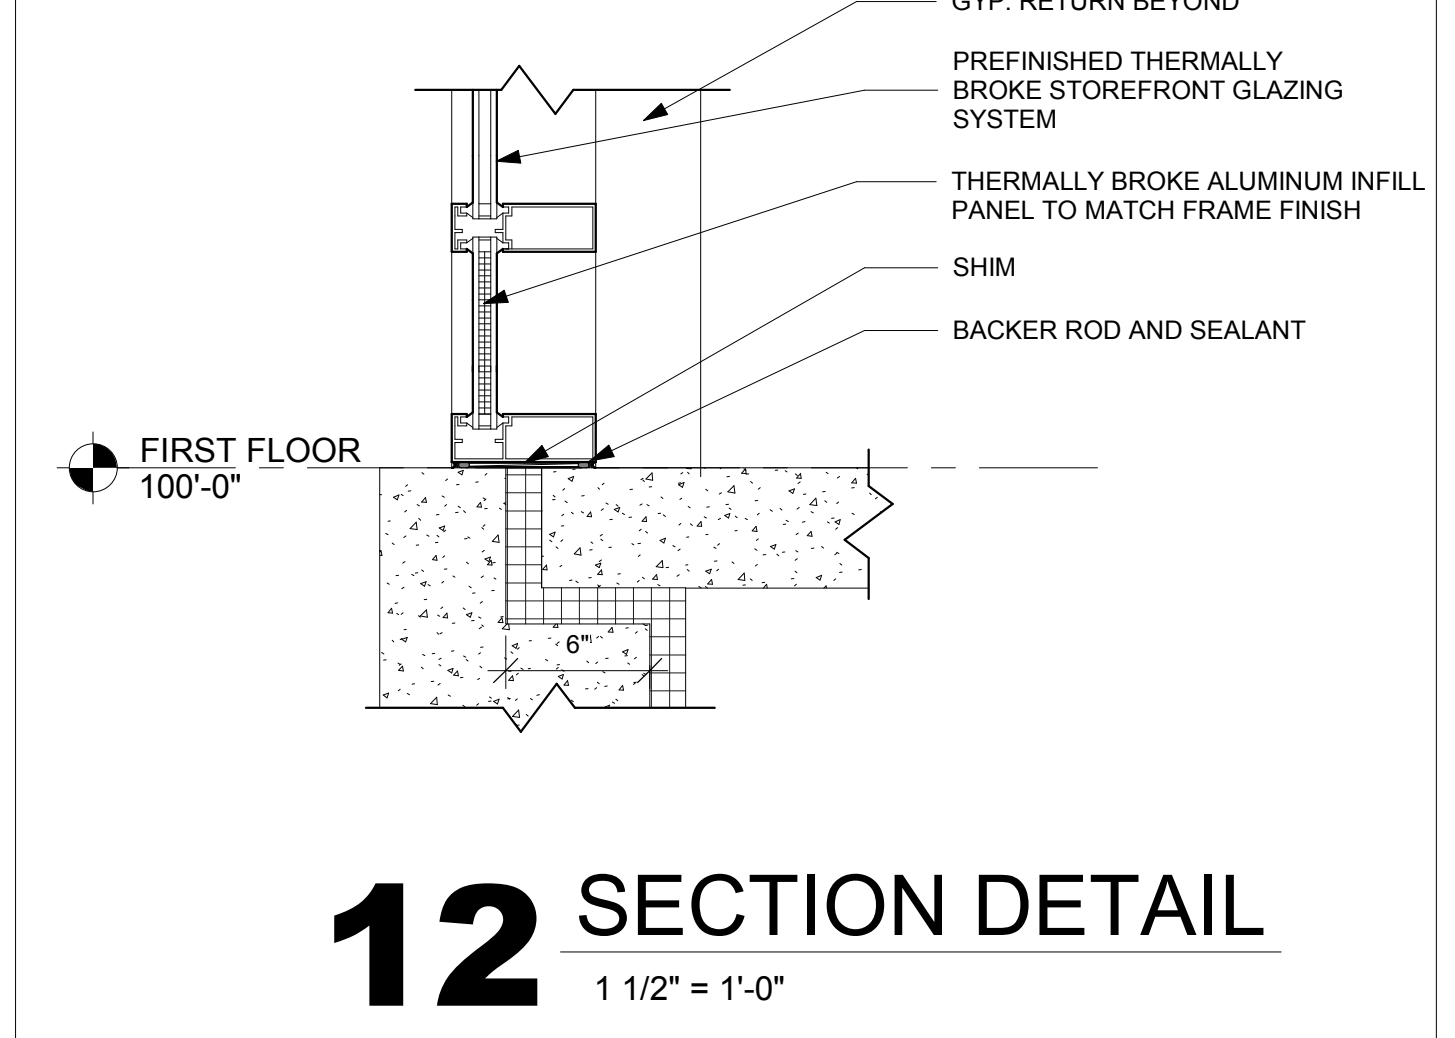 GYP. RETURN BEYOND
PREFINISHED THERMALLY
BROKE STOREFRONT GLAZING
SYSTEM
THERMALLY BROKE ALUMINUM INFILL
PANEL TO MATCH FRAME FINISH
SHIM
BACKER ROD AND SEALANT
FIRST FLOOR
100'-0"
6"
12 SECTION DETAIL
1 1/2" = 1'-0"